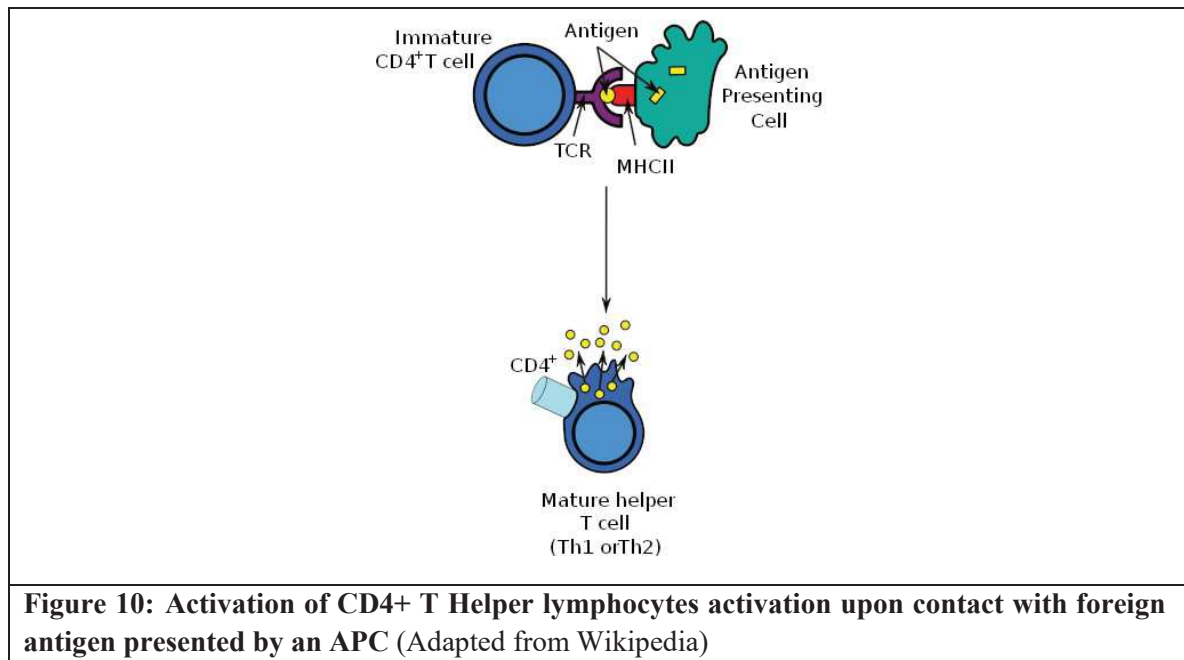 Immature
CD4+T cell
Antigen
Antigen
Presenting
Cell
TCR
MHCII
CD4+
Mature helper
T cell
(Th1 orTh2)
Figure 10: Activation of CD4+ T Helper lymphocytes activation upon contact with foreign
antigen presented by an APC (Adapted from Wikipedia)